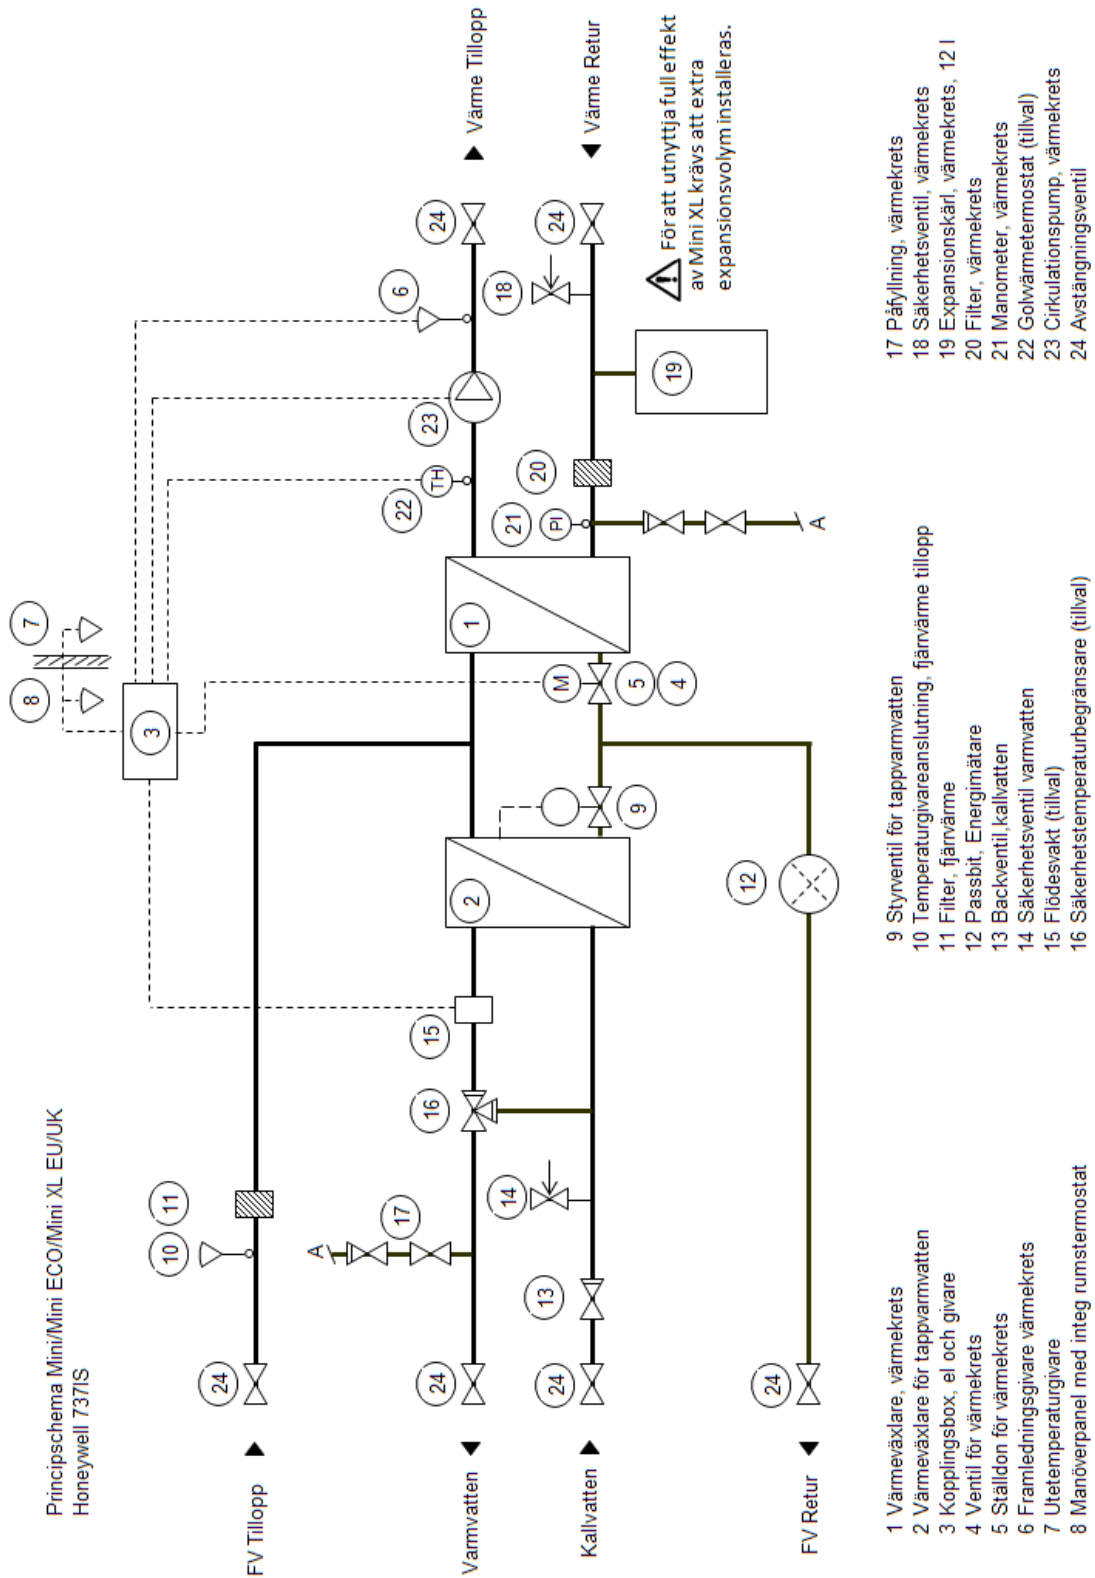 Principschema Mini/Mini ECO/Mini XL EU/UK
Honeywell 737IS
FV Tillopp
Varmvatten
Kallvatten
FV Retur
Värme Tillopp
Värme Retur
24
10
11
7
8
3
A
17
24
16
15
2
1
22
TH
23
6
24
24
13
14
9
M
5
4
21
PI
20
18
24
19
A
24
12
För att utnyttja full effekt
av Mini XL krävs att extra
expansionsvolym installeras.
1 Värmeväxlare, värmekrets
2 Värmeväxlare för tappvarmvatten
3 Kopplingsbox, el och givare
4 Ventil för värmekrets
5 Ställdon för värmekrets
6 Framledningsgivare värmekrets
7 Utetemperaturgivare
8 Manöverpanel med integ rumstermostat
9 Styrventil för tappvarmvatten
10 Temperaturgivareanslutning, fjärvärme tillopp
11 Filter, fjärvärme
12 Passbit, Energimätare
13 Backventil,kallvatten
14 Säkerhetsventil varmvatten
15 Flödesvakt (tillval)
16 Säkerhetstemperaturbegränsare (tillval)
17 Påfyllning, värmekrets
18 Säkerhetsventil, värmekrets
19 Expansionskärl, värmekrets, 12 l
20 Filter, värmekrets
21 Manometer, värmekrets
22 Golwärmetermostat (tillval)
23 Cirkulationspump, värmekrets
24 Avstängningsventil